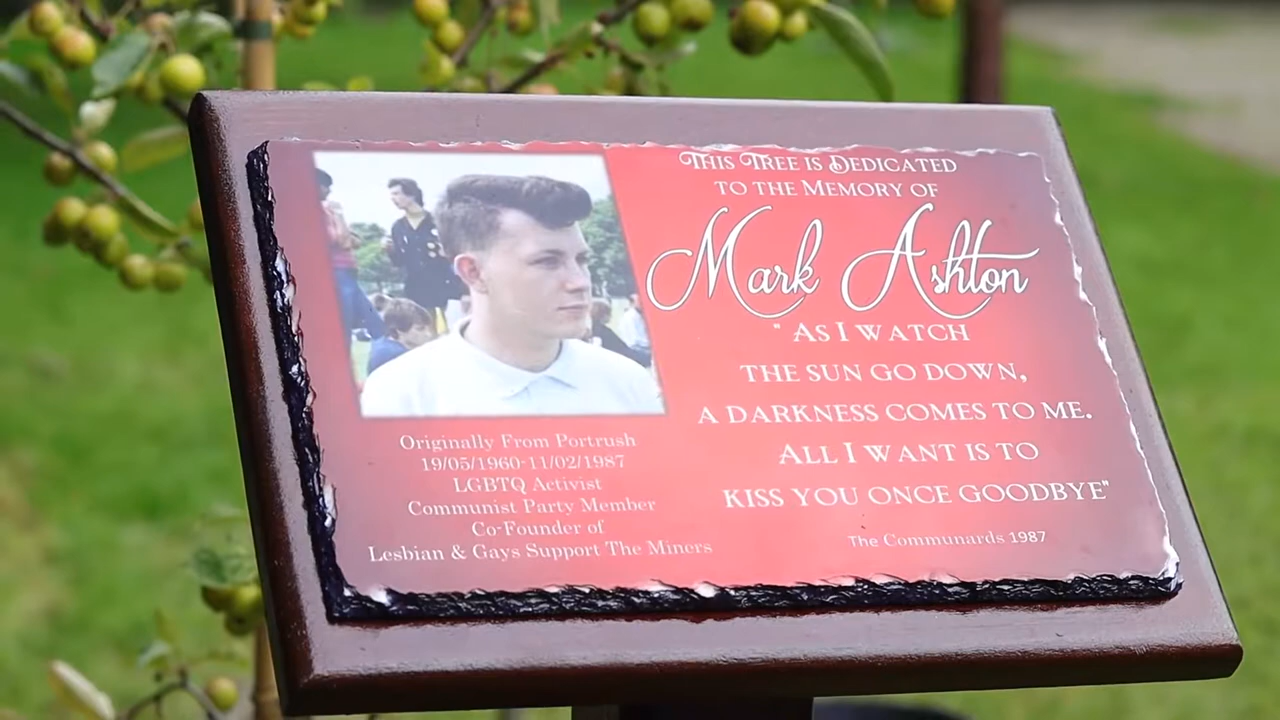 This Tree is Dedicated
to the Memory of
Mark Ashton
" As I watch
the sun go down,
a darkness comes to me.
All I want is to
kiss you once goodbye"
The Communards 1987
Originally From Portrush
19/05/1960-11/02/1987
LGBTQ Activist
Communist Party Member
Co-Founder of
Lesbian & Gays Support The Miners